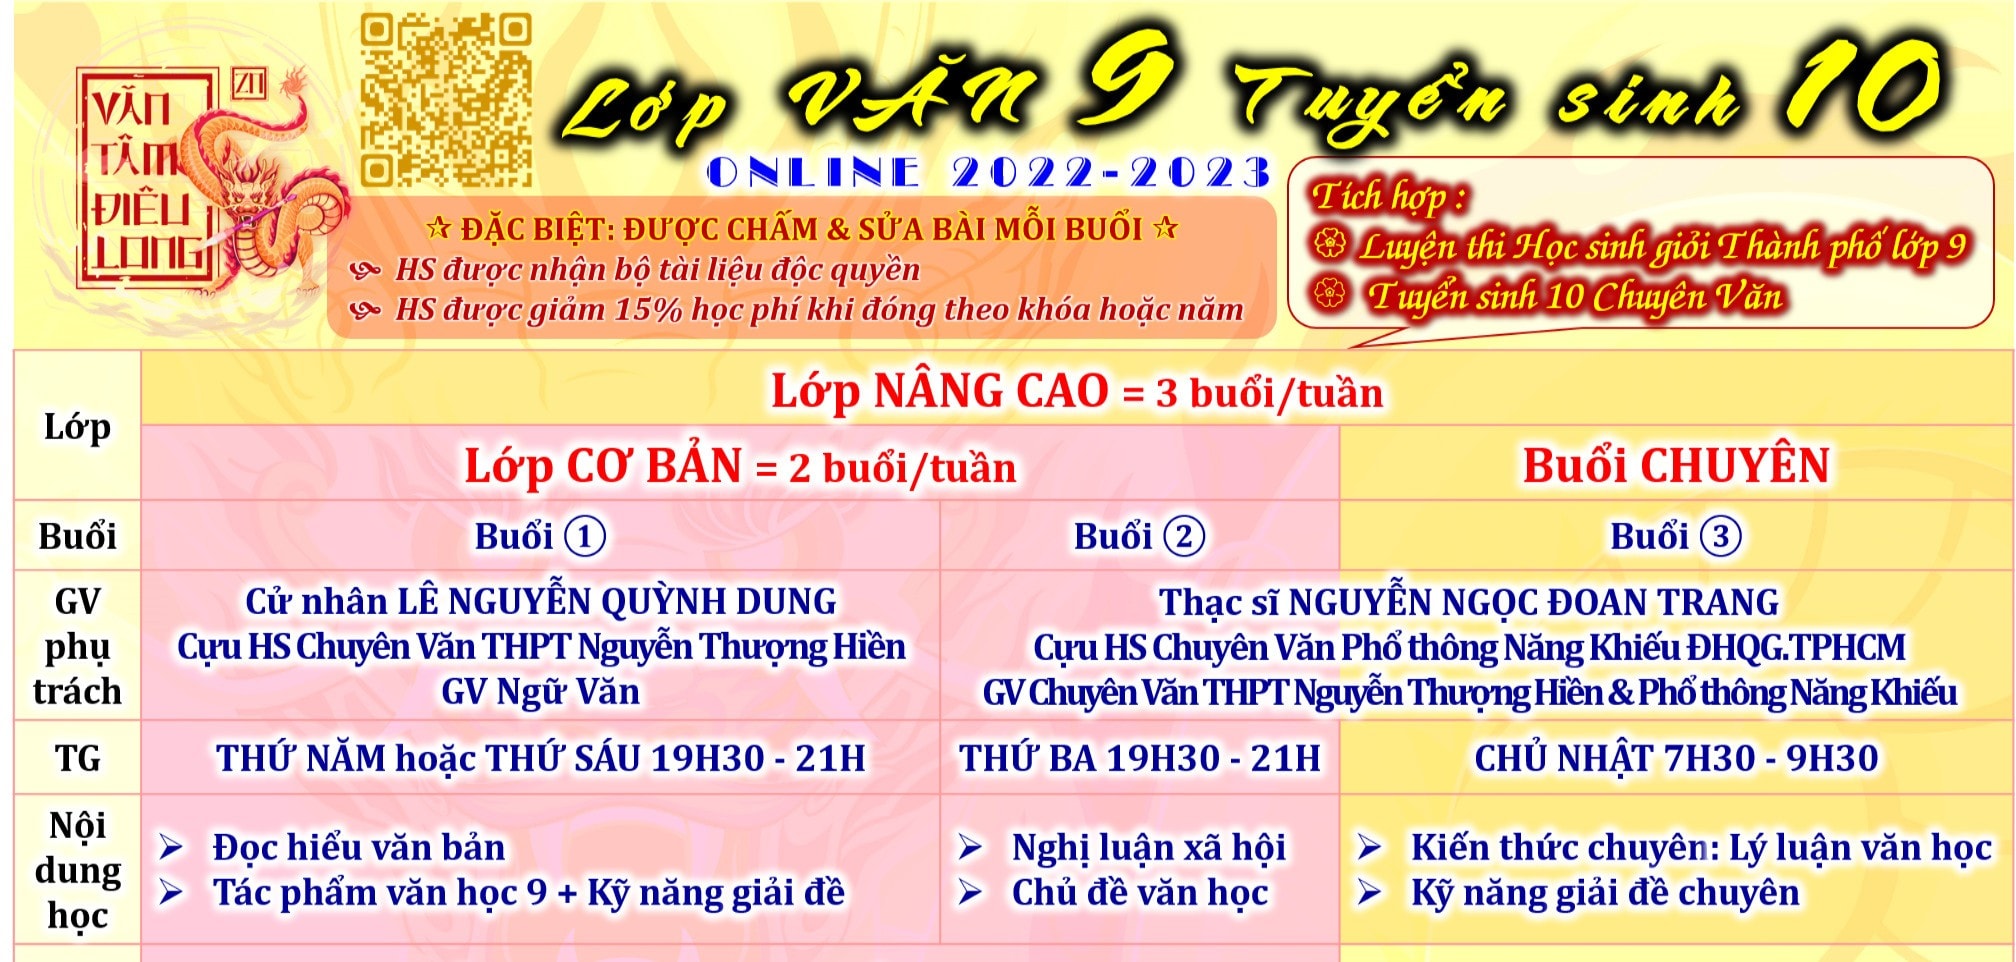 VĂN
TÂM
ĐIÊU
LONG
ZN
Lớp VĂN 9 Tuyển sinh 10
ONLINE 2022-2023
✰ ĐẶC BIỆT: ĐƯỢC CHẤM & SỬA BÀI MỖI BUỔI ✰
HS được nhận bộ tài liệu độc quyền
HS được giảm 15% học phí khi đóng theo khóa hoặc năm
Tích hợp :
Luyện thi Học sinh giỏi Thành phố lớp 9
Tuyển sinh 10 Chuyên Văn
Lớp
Lớp NÂNG CAO = 3 buổi/tuần
Lớp CƠ BẢN = 2 buổi/tuần
Buổi CHUYÊN
Buổi
Buổi ①
Buổi ②
Buổi ③
GV
phụ
trách
Cử nhân LÊ NGUYỄN QUỲNH DUNG
Cựu HS Chuyên Văn THPT Nguyễn Thượng Hiền
GV Ngữ Văn
Thạc sĩ NGUYỄN NGỌC ĐOAN TRANG
Cựu HS Chuyên Văn Phổ thông Năng Khiếu ĐHQG.TPHCM
GV Chuyên Văn THPT Nguyễn Thượng Hiền & Phổ thông Năng Khiếu
TG
THỨ NĂM hoặc THỨ SÁU 19H30 - 21H
THỨ BA 19H30 - 21H
CHỦ NHẬT 7H30 - 9H30
Nội
dung
học
➢ Đọc hiểu văn bản
➢ Tác phẩm văn học 9 + Kỹ năng giải đề
➢ Nghị luận xã hội
➢ Chủ đề văn học
➢ Kiến thức chuyên: Lý luận văn học
➢ Kỹ năng giải đề chuyên